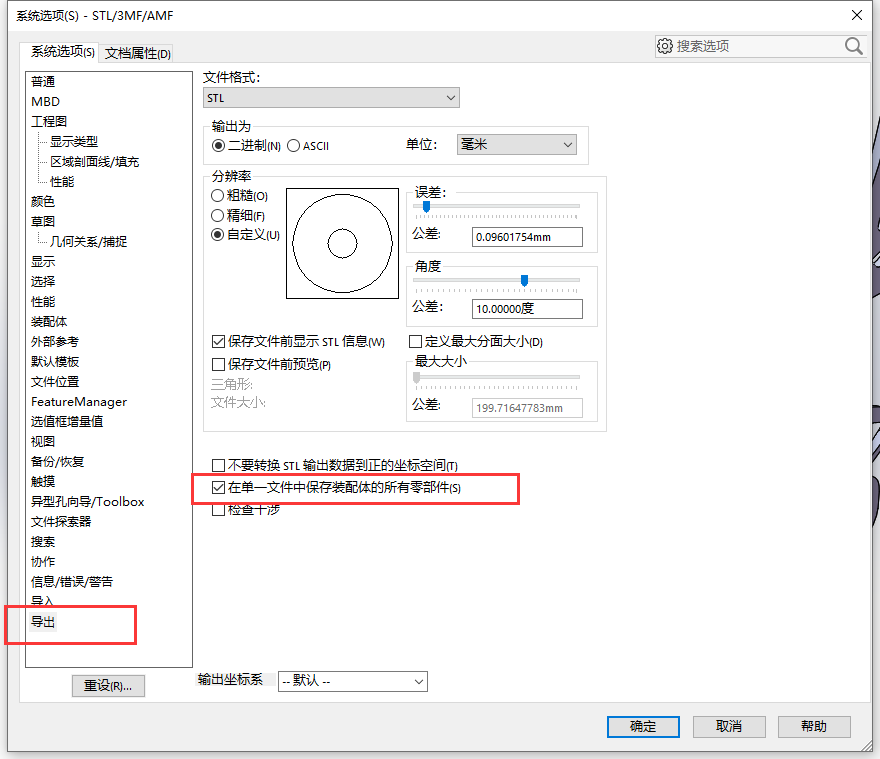 系统选项(S) - STL/3MF/AMF
系统选项(S) 文档属性(D)
搜索选项
普通
MBD
工程图
显示类型
区域剖面线/填充
性能
颜色
草图
几何关系/捕捉
显示
选择
性能
装配体
外部参考
默认模板
文件位置
FeatureManager
选值框增量值
视图
备份/恢复
触摸
异型孔向导/Toolbox
文件探索器
搜索
协作
信息/错误/警告
导入
导出
重设(R)...
文件格式:
STL
输出为
二进制(N) ASCII 单位: 毫米
分辨率
粗糙(O)
精细(F)
自定义(U)
误差:
公差: 0.09601754mm
角度
公差: 10.00000度
保存文件前显示 STL 信息(W)
保存文件前预览(P)
三角形:
文件大小:
定义最大分面大小(D)
最大大小
公差: 199.71647783mm
不要转换 STL 输出数据到正的坐标空间(T)
在单一文件中保存装配体的所有零部件(S)
检查干涉
输出坐标系 -- 默认 --
确定 取消 帮助